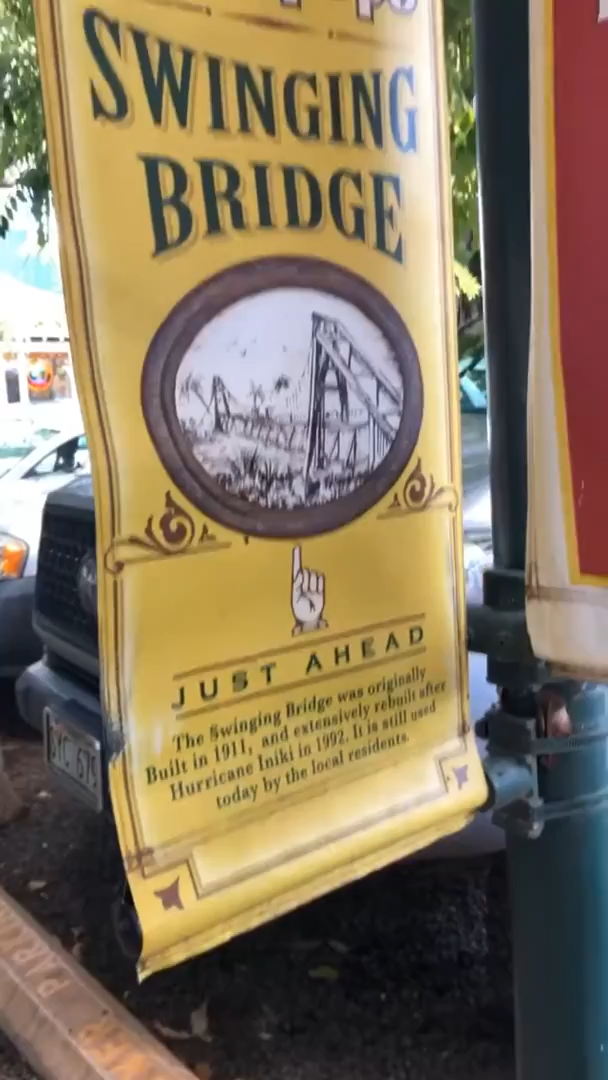 SWINGING
BRIDGE
JUST AHEAD
The Swinging Bridge was originally
Built in 1911, and extensively rebuilt after
Hurricane Iniki in 1992. It is still used
today by the local residents.